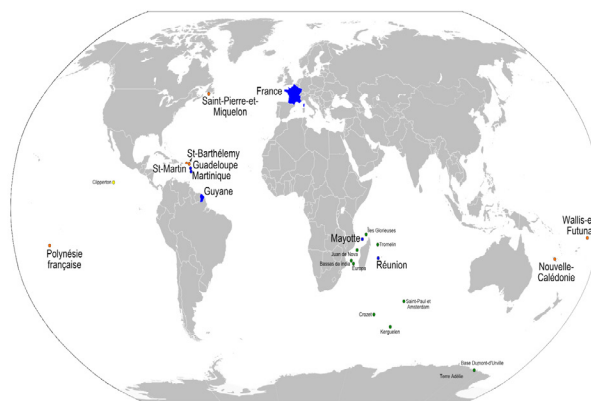 France
Saint-Pierre-et-
Miquelon
St-Barthélemy
St-Martin
Guadeloupe
Martinique
Clipperton
Guyane
Wallis-e
Futuna
Mayotte
Îles Glorieuses
Tromelin
Polynésie
française
Juan de Nova
Bassas da India
Europa
Réunion
Nouvelle-
Calédonie
Saint-Paul et
Amsterdam
Crozet
Kerguelen
Base Dumont-d'Urville
Terre Adélie